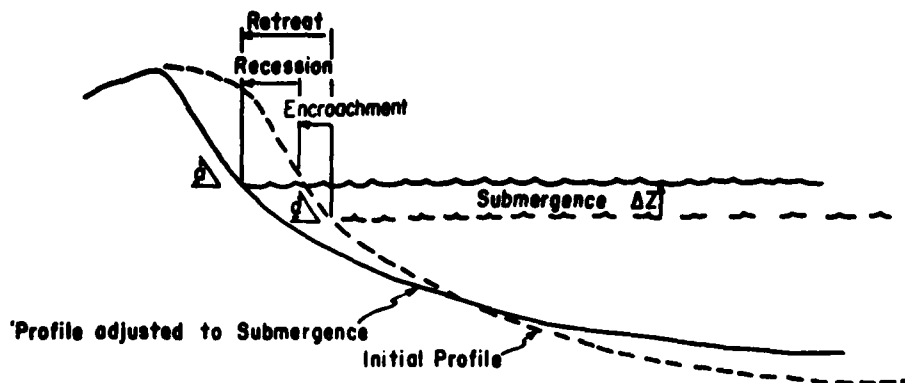 Retreat
Recession
Encroachment
Submergence ΔZ
d
d
'Profile adjusted to Submergence
Initial Profile